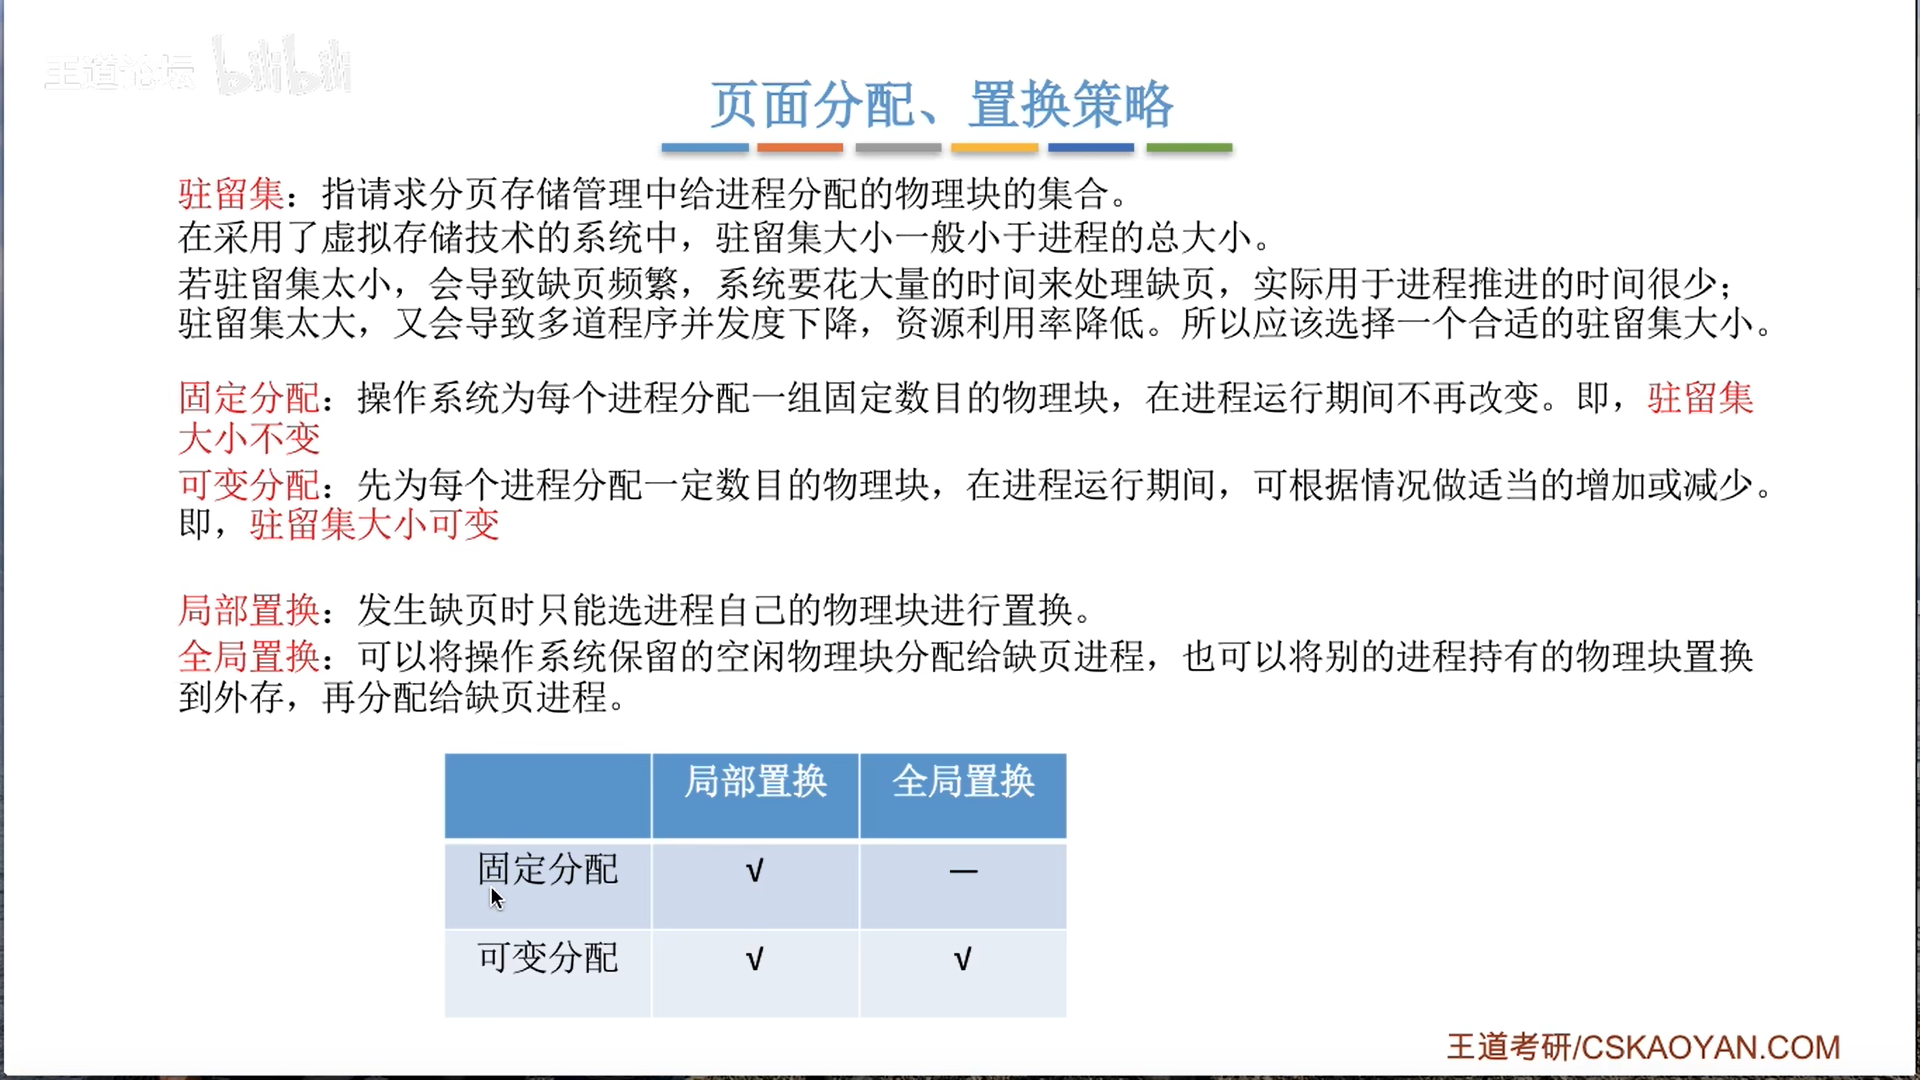 王道论坛 bilibili
页面分配、置换策略
驻留集：指请求分页存储管理中给进程分配的物理块的集合。
在采用了虚拟存储技术的系统中，驻留集大小一般小于进程的总大小。
若驻留集太小，会导致缺页频繁，系统要花大量的时间来处理缺页，实际用于进程推进的时间很少；
驻留集太大，又会导致多道程序并发度下降，资源利用率降低。所以应该选择一个合适的驻留集大小。
固定分配：操作系统为每个进程分配一组固定数目的物理块，在进程运行期间不再改变。即，驻留集
大小不变
可变分配：先为每个进程分配一定数目的物理块，在进程运行期间，可根据情况做适当的增加或减少。
即，驻留集大小可变
局部置换：发生缺页时只能选进程自己的物理块进行置换。
全局置换：可以将操作系统保留的空闲物理块分配给缺页进程，也可以将别的进程持有的物理块置换
到外存，再分配给缺页进程。
局部置换 全局置换
固定分配 √ —
可变分配 √ √
王道考研/CSKAOYAN.COM